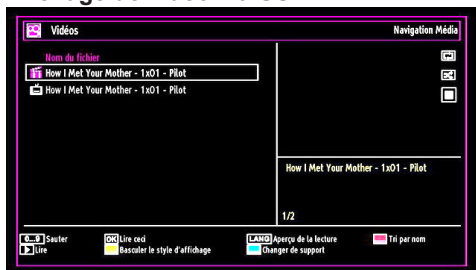 Vidéos
Navigation Média
Nom du fichier
How I Met Your Mother - 1x01 - Pilot
How I Met Your Mother - 1x01 - Pilot
How I Met Your Mother - 1x01 - Pilot
1/2
0...9 Sauter
OK Lire ceci
LANG Aperçu de la lecture
Tri par nom
Lire
Basculer le style d'affichage
Changer de support